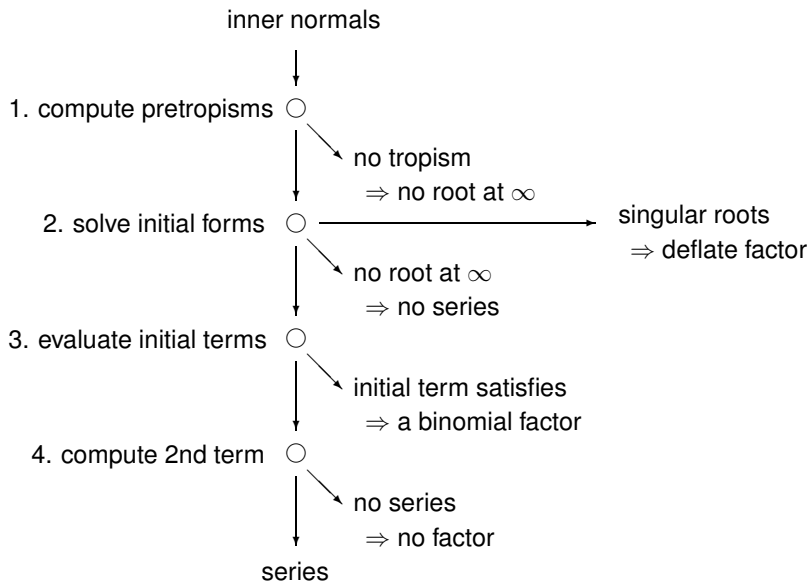 inner normals
1. compute pretropisms
no tropism
⇒ no root at ∞
2. solve initial forms
singular roots
⇒ deflate factor
no root at ∞
⇒ no series
3. evaluate initial terms
initial term satisfies
⇒ a binomial factor
4. compute 2nd term
no series
⇒ no factor
series